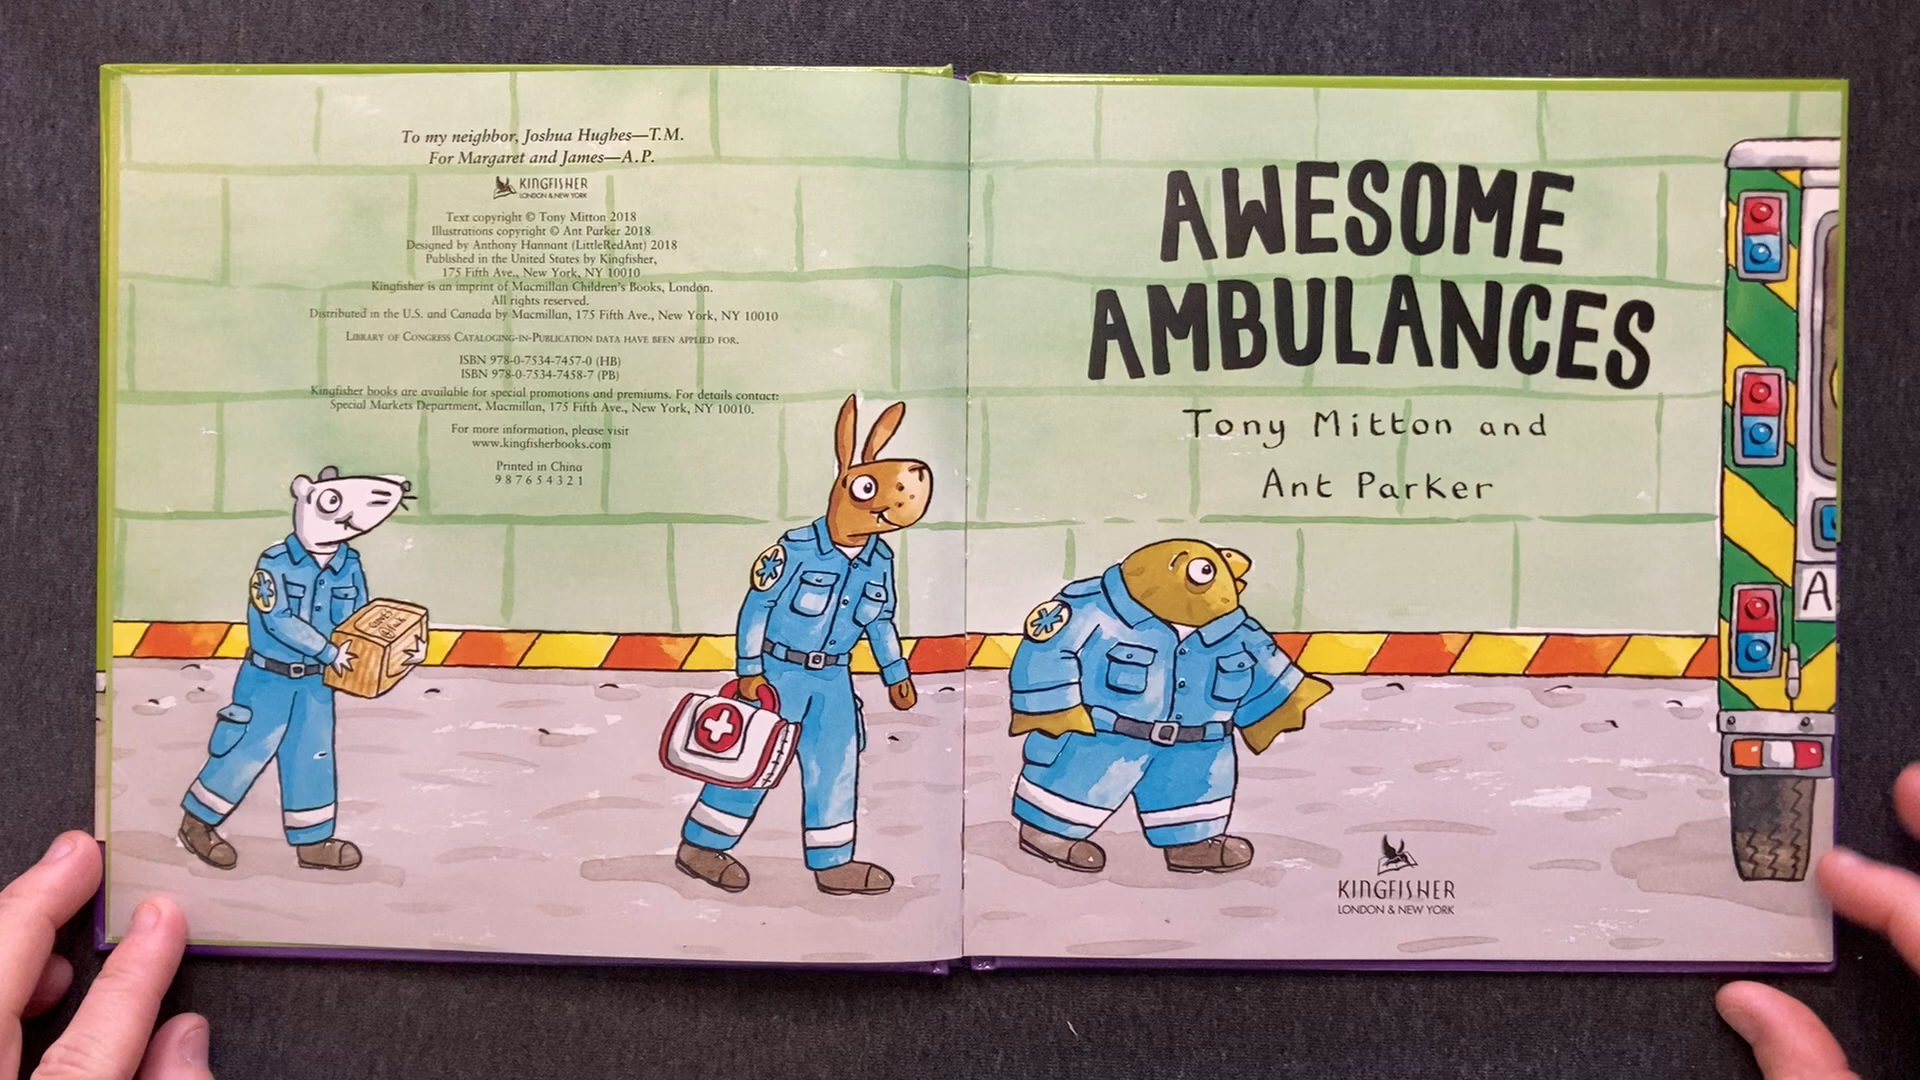 To my neighbor, Joshua Hughes—T.M.
For Margaret and James—A.P.
KINGFISHER
LONDON & NEW YORK
Text copyright © Tony Mitton 2018
Illustrations copyright © Ant Parker 2018
Designed by Anthony Hannant (LittleRedAnt) 2018
Published in the United States by Kingfisher,
175 Fifth Ave., New York, NY 10010
Kingfisher is an imprint of Macmillan Children's Books, London.
All rights reserved.
Distributed in the U.S. and Canada by Macmillan, 175 Fifth Ave., New York, NY 10010
Library of Congress Cataloging-in-Publication data have been applied for.
ISBN 978-0-7534-7457-0 (HB)
ISBN 978-0-7534-7458-7 (PB)
Kingfisher books are available for special promotions and premiums. For details contact:
Special Markets Department, Macmillan, 175 Fifth Ave., New York, NY 10010.
For more information, please visit
www.kingfisherbooks.com
Printed in China
9 8 7 6 5 4 3 2 1
AWESOME
AMBULANCES
Tony Mitton and
Ant Parker
A
KINGFISHER
LONDON & NEW YORK